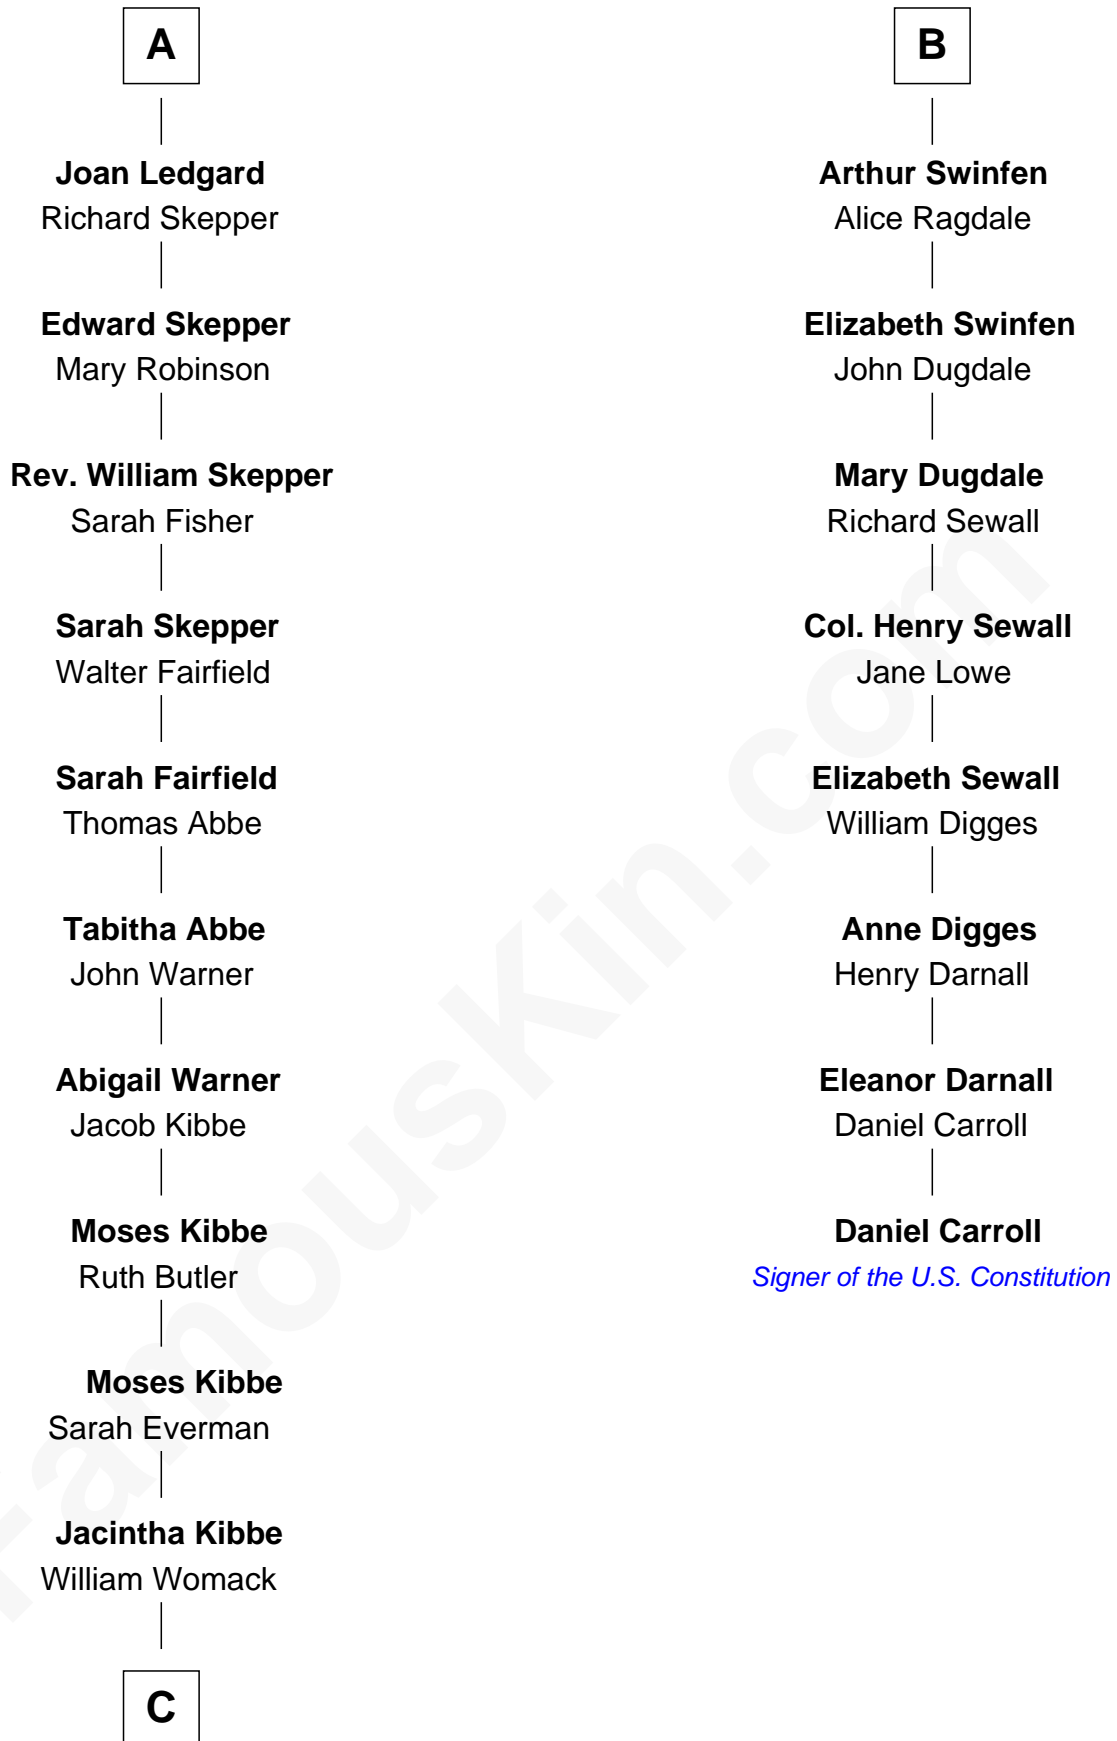 A
Joan Ledgard
Richard Skepper
Edward Skepper
Mary Robinson
Rev. William Skepper
Sarah Fisher
Sarah Skepper
Walter Fairfield
Sarah Fairfield
Thomas Abbe
Tabitha Abbe
John Warner
Abigail Warner
Jacob Kibbe
Moses Kibbe
Ruth Butler
Moses Kibbe
Sarah Everman
Jacintha Kibbe
William Womack
C
B
Arthur Swinfen
Alice Ragdale
Elizabeth Swinfen
John Dugdale
Mary Dugdale
Richard Sewall
Col. Henry Sewall
Jane Lowe
Elizabeth Sewall
William Digges
Anne Digges
Henry Darnall
Eleanor Darnall
Daniel Carroll
Daniel Carroll
Signer of the U.S. Constitution
FamousKin.com